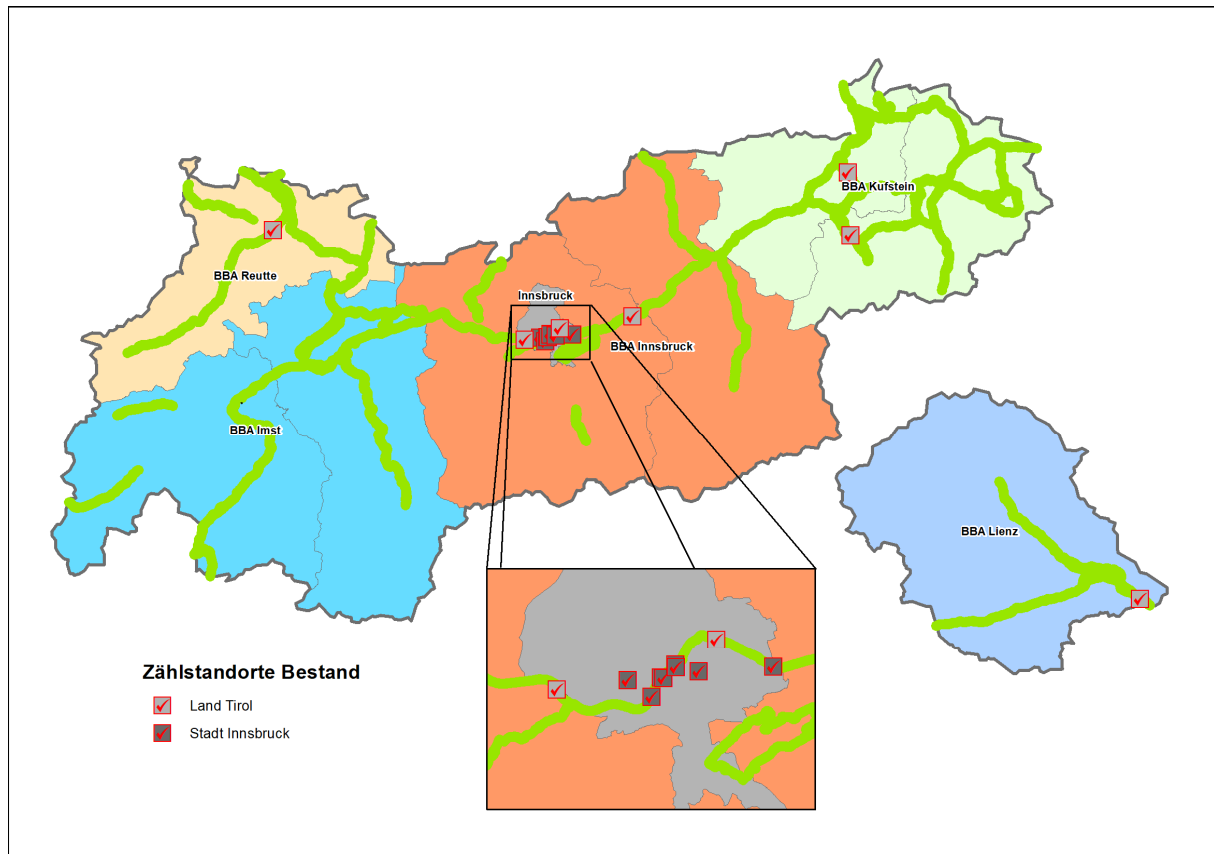 BBA Kufstein
BBA Reutte
Innsbruck
BBA Innsbruck
BBA Imst
BBA Lienz
Zählstandorte Bestand
Land Tirol
Stadt Innsbruck